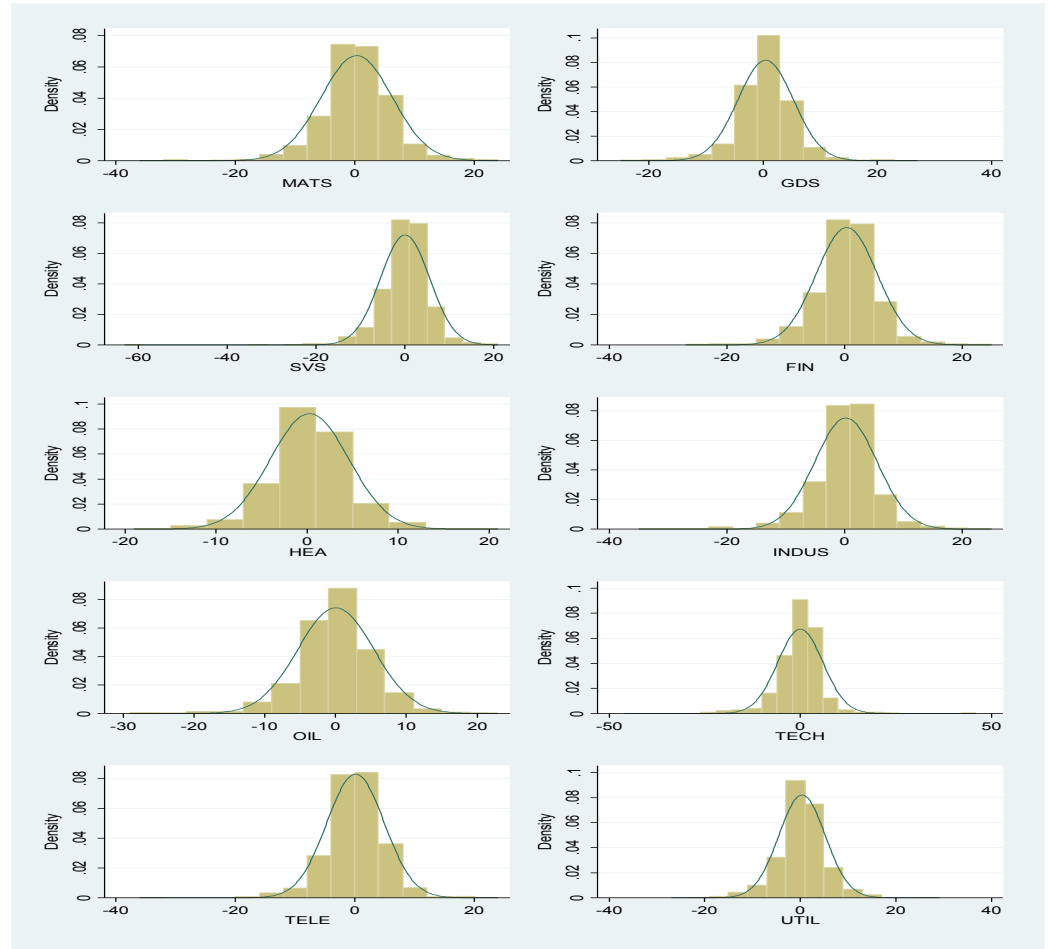 Density
0 .02 .04 .06 .08
-40 -20 0 20
MATS
Density
0 .02 .04 .06 .08 .1
-20 0 20 40
GDS
Density
0 .02 .04 .06 .08
-60 -40 -20 0 20
SVS
Density
0 .02 .04 .06 .08
-40 -20 0 20
FIN
Density
0 .02 .04 .06 .08 .1
-20 -10 0 10 20
HEA
Density
0 .02 .04 .06 .08
-40 -20 0 20
INDUS
Density
0 .02 .04 .06 .08
-30 -20 -10 0 10 20
OIL
Density
0 .02 .04 .06 .08 .1
-50 0 50
TECH
Density
0 .02 .04 .06 .08
-40 -20 0 20
TELE
Density
0 .02 .04 .06 .08 .1
-40 -20 0 20 40
UTIL